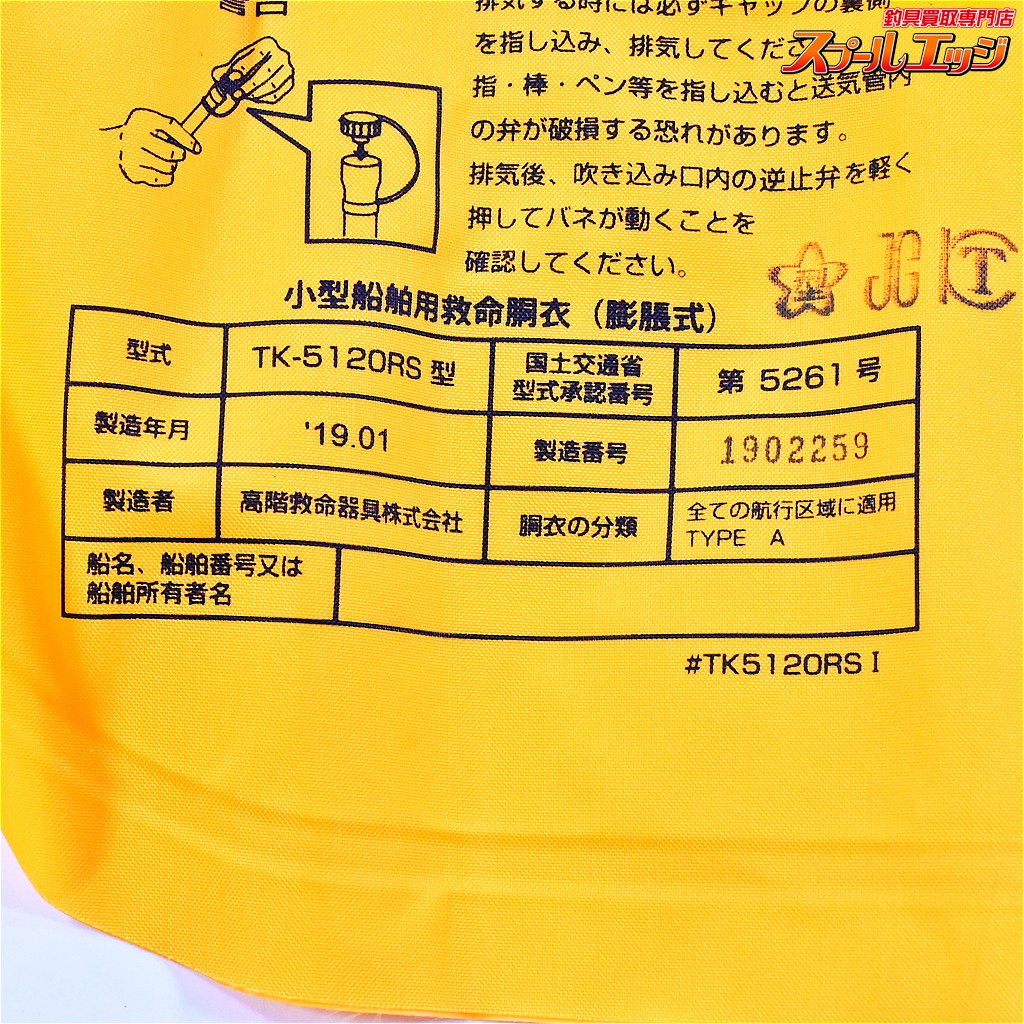 警告
排気する時には必ずキャップの裏側
を指し込み、排気してくださ
指・棒・ペン等を指し込むと送気管内
の弁が破損する恐れがあります。
排気後、吹き込み口内の逆止弁を軽く
押してバネが動くことを
確認してください。
釣具買取専門店
スプールエッジ
型 JG
小型船舶用救命胴衣（膨脹式）
型式 TK-5120RS 型 国土交通省 型式承認番号 第 5261 号
製造年月 '19.01 製造番号 1902259
製造者 高階救命器具株式会社 胴衣の分類 全ての航行区域に適用 TYPE A
船名、船舶番号又は
船舶所有者名
#TK5120RS I